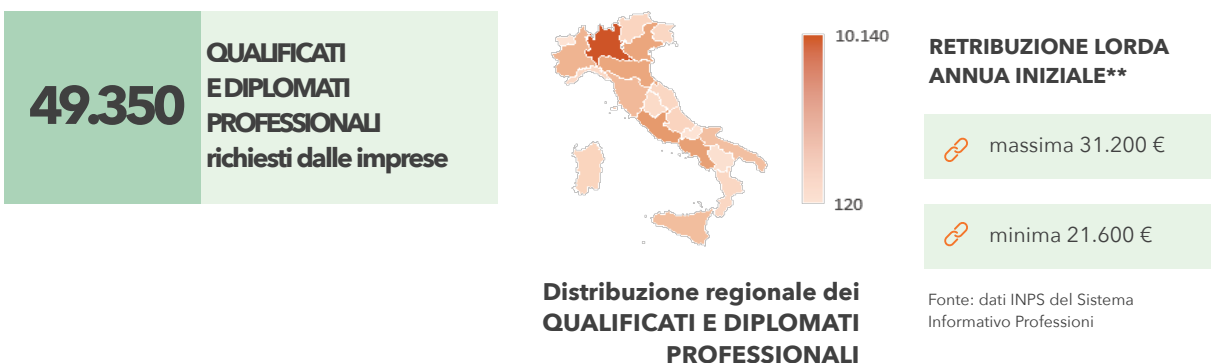 49.350
QUALIFICATI
E DIPLOMATI
PROFESSIONALI
richiesti dalle imprese
10.140
120
Distribuzione regionale dei
QUALIFICATI E DIPLOMATI
PROFESSIONALI
RETRIBUZIONE LORDA
ANNUA INIZIALE**
massima 31.200 €
minima 21.600 €
Fonte: dati INPS del Sistema
Informativo Professioni